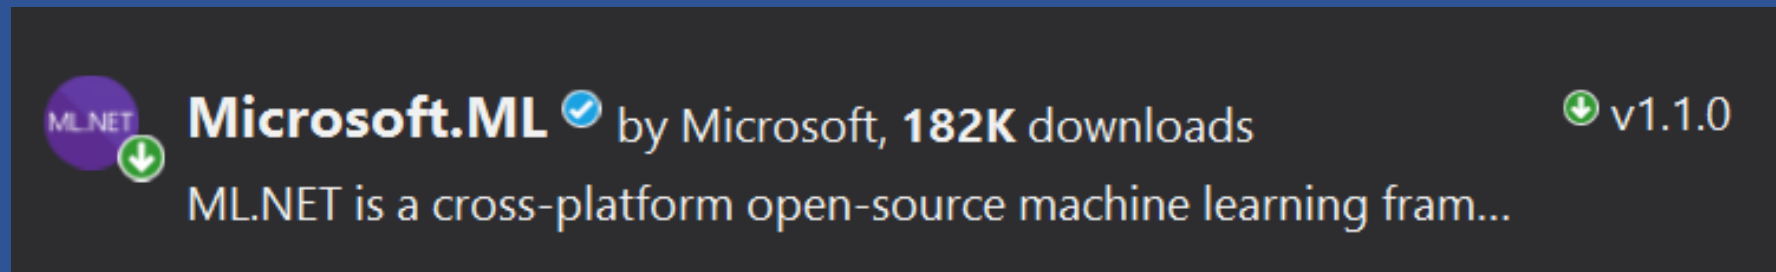 ML.NET
Microsoft.ML by Microsoft, 182K downloads
v1.1.0
ML.NET is a cross-platform open-source machine learning fram...